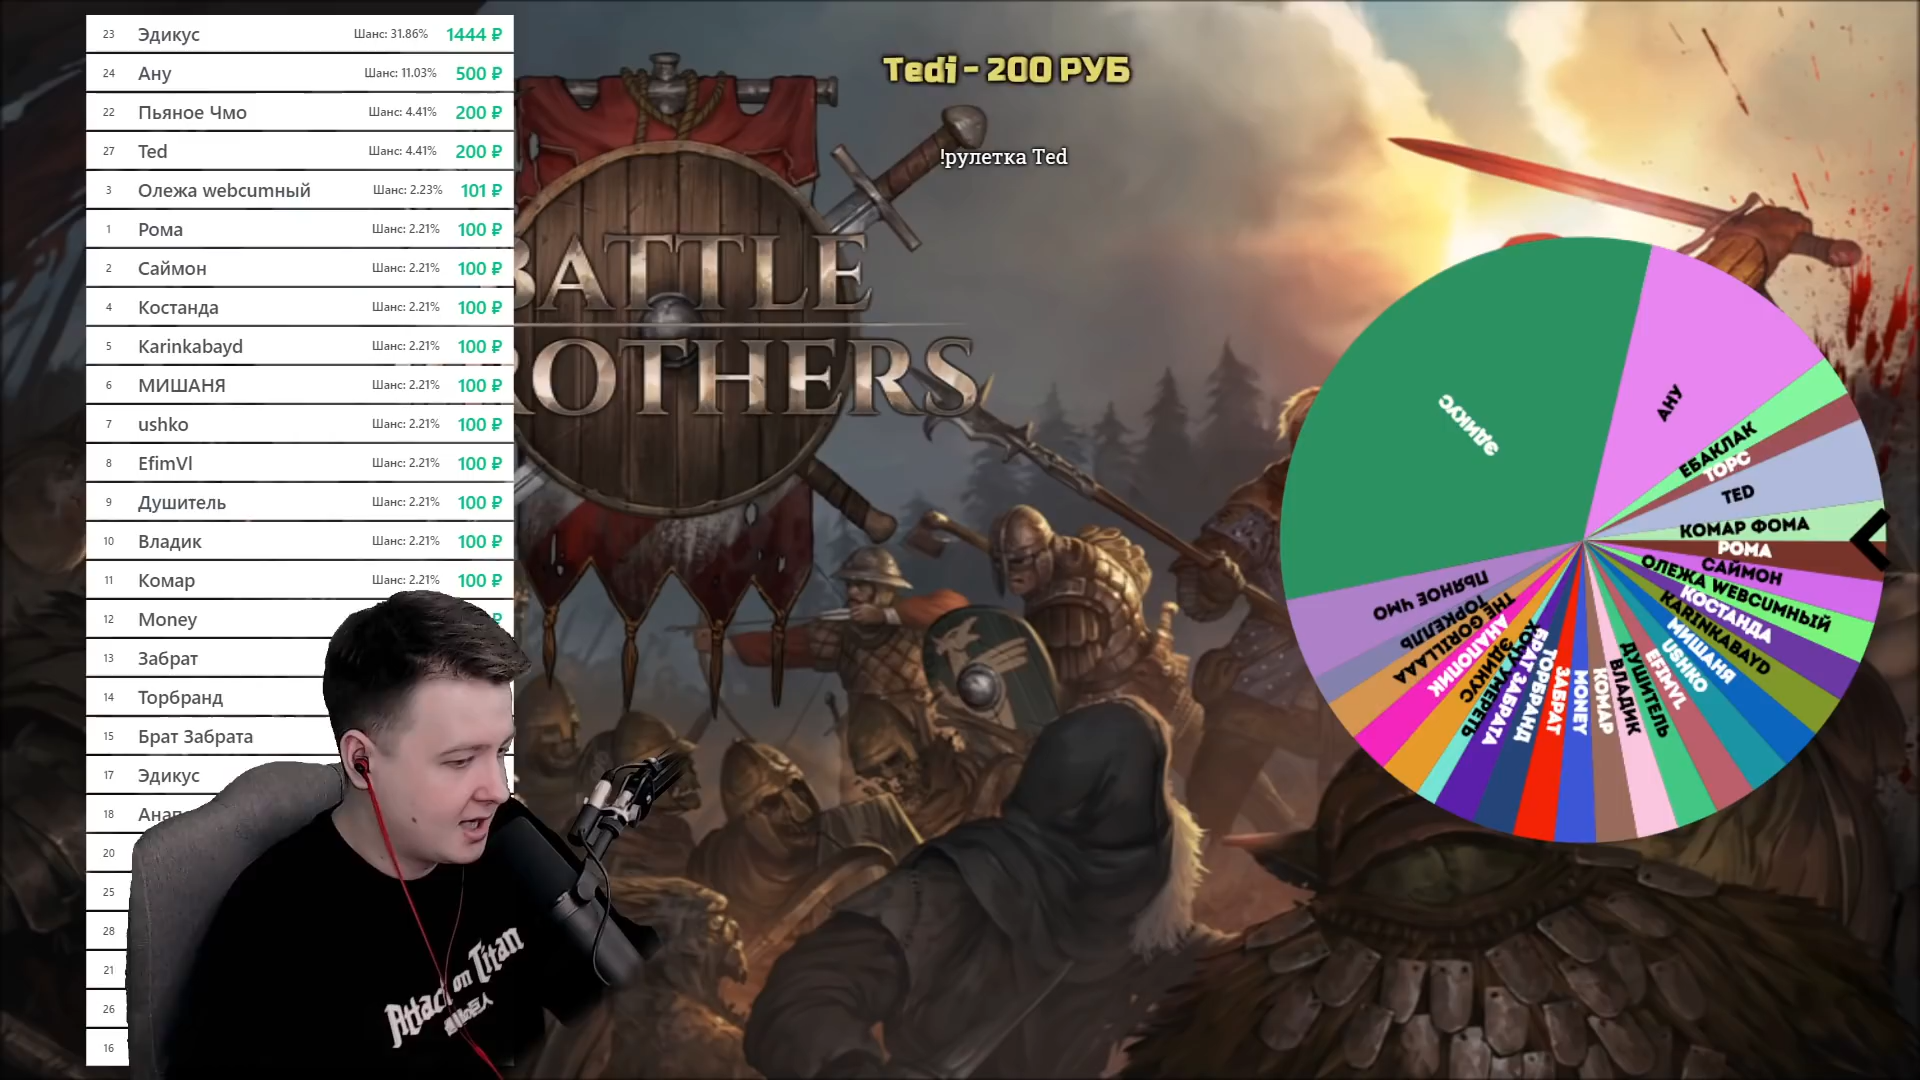 23 Эдикус Шанс: 31.86% 1444 ₽
24 Ану Шанс: 11.03% 500 ₽
22 Пьяное Чмо Шанс: 4.41% 200 ₽
27 Ted Шанс: 4.41% 200 ₽
3 Олежа webcumный Шанс: 2.23% 101 ₽
1 Рома Шанс: 2.21% 100 ₽
2 Саймон Шанс: 2.21% 100 ₽
4 Костанда Шанс: 2.21% 100 ₽
5 Karinkabayd Шанс: 2.21% 100 ₽
6 МИШАНЯ Шанс: 2.21% 100 ₽
7 ushko Шанс: 2.21% 100 ₽
8 EfimVl Шанс: 2.21% 100 ₽
9 Душитель Шанс: 2.21% 100 ₽
10 Владик Шанс: 2.21% 100 ₽
11 Комар Шанс: 2.21% 100 ₽
12 Money ₽
13 Забрат
14 Торбранд
15 Брат Забрата
17 Эдикус
18
20
25
28
21
26
16
Tedi - 200 РУБ
!рулетка Ted
BATTLE
BROTHERS
Attack on Titan
ЭДИКУС
АНУ
ЕБАКЛАК
ТОРС
TED
КОМАР ФОМА
РОМА
САЙМОН
ОЛЕЖА WEBCUMНЫЙ
КОСТАНДА
KARINKABAYD
МИШАНЯ
USHKO
EFIMVL
ДУШИТЕЛЬ
ВЛАДИК
КОМАР
MONEY
ЗАБРАТ
ТОРБРАНД
БРАТ ЗАБРАТА
ХОЧУ УМЕРЕТЬ
ЭДИКУС
АНАПОПИК
THE GORILLAA
ТОРКЕЛЛЬ
ПЬЯНОЕ ЧМО